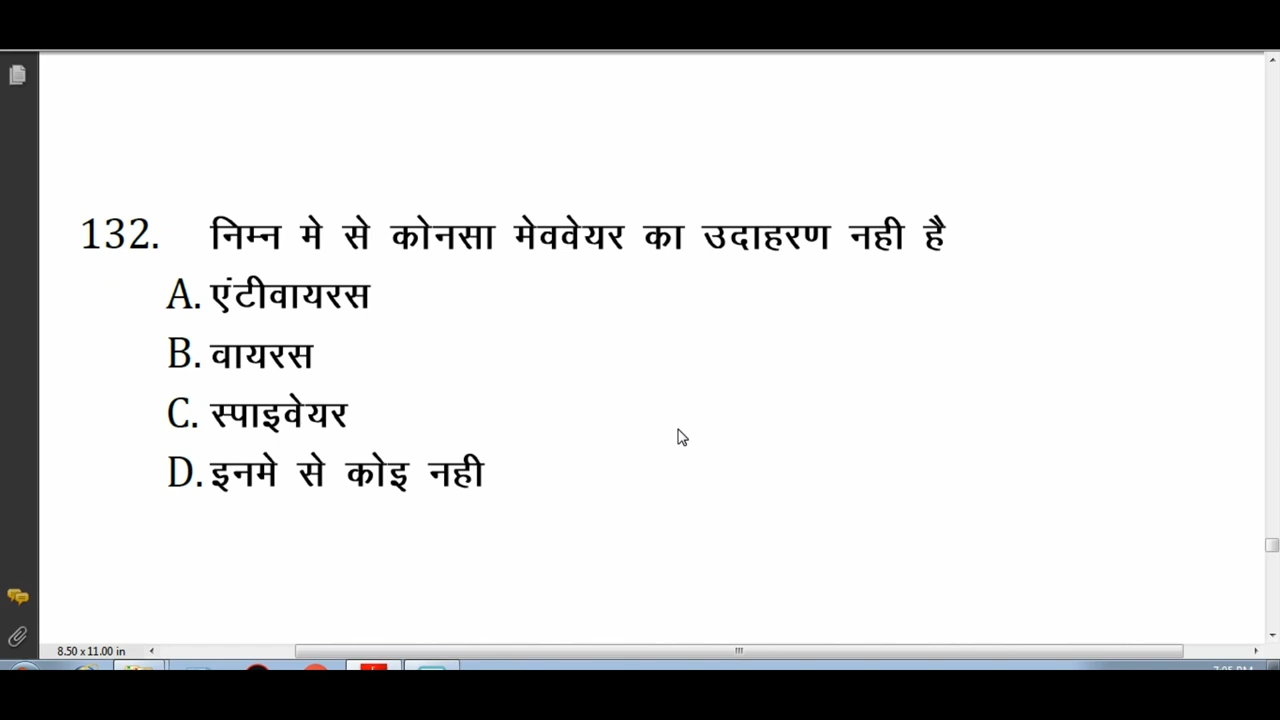 132. निम्न मे से कोनसा मेववेयर का उदाहरण नही है
A. एंटीवायरस
B. वायरस
C. स्पाइवेयर
D. इनमे से कोइ नही
8.50 x 11.00 in